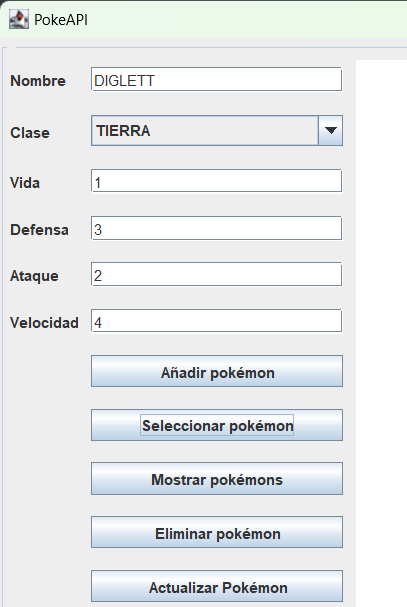 PokeAPI
Nombre DIGLETT
Clase TIERRA
Vida 1
Defensa 3
Ataque 2
Velocidad 4
Añadir pokémon
Seleccionar pokémon
Mostrar pokémons
Eliminar pokémon
Actualizar Pokémon